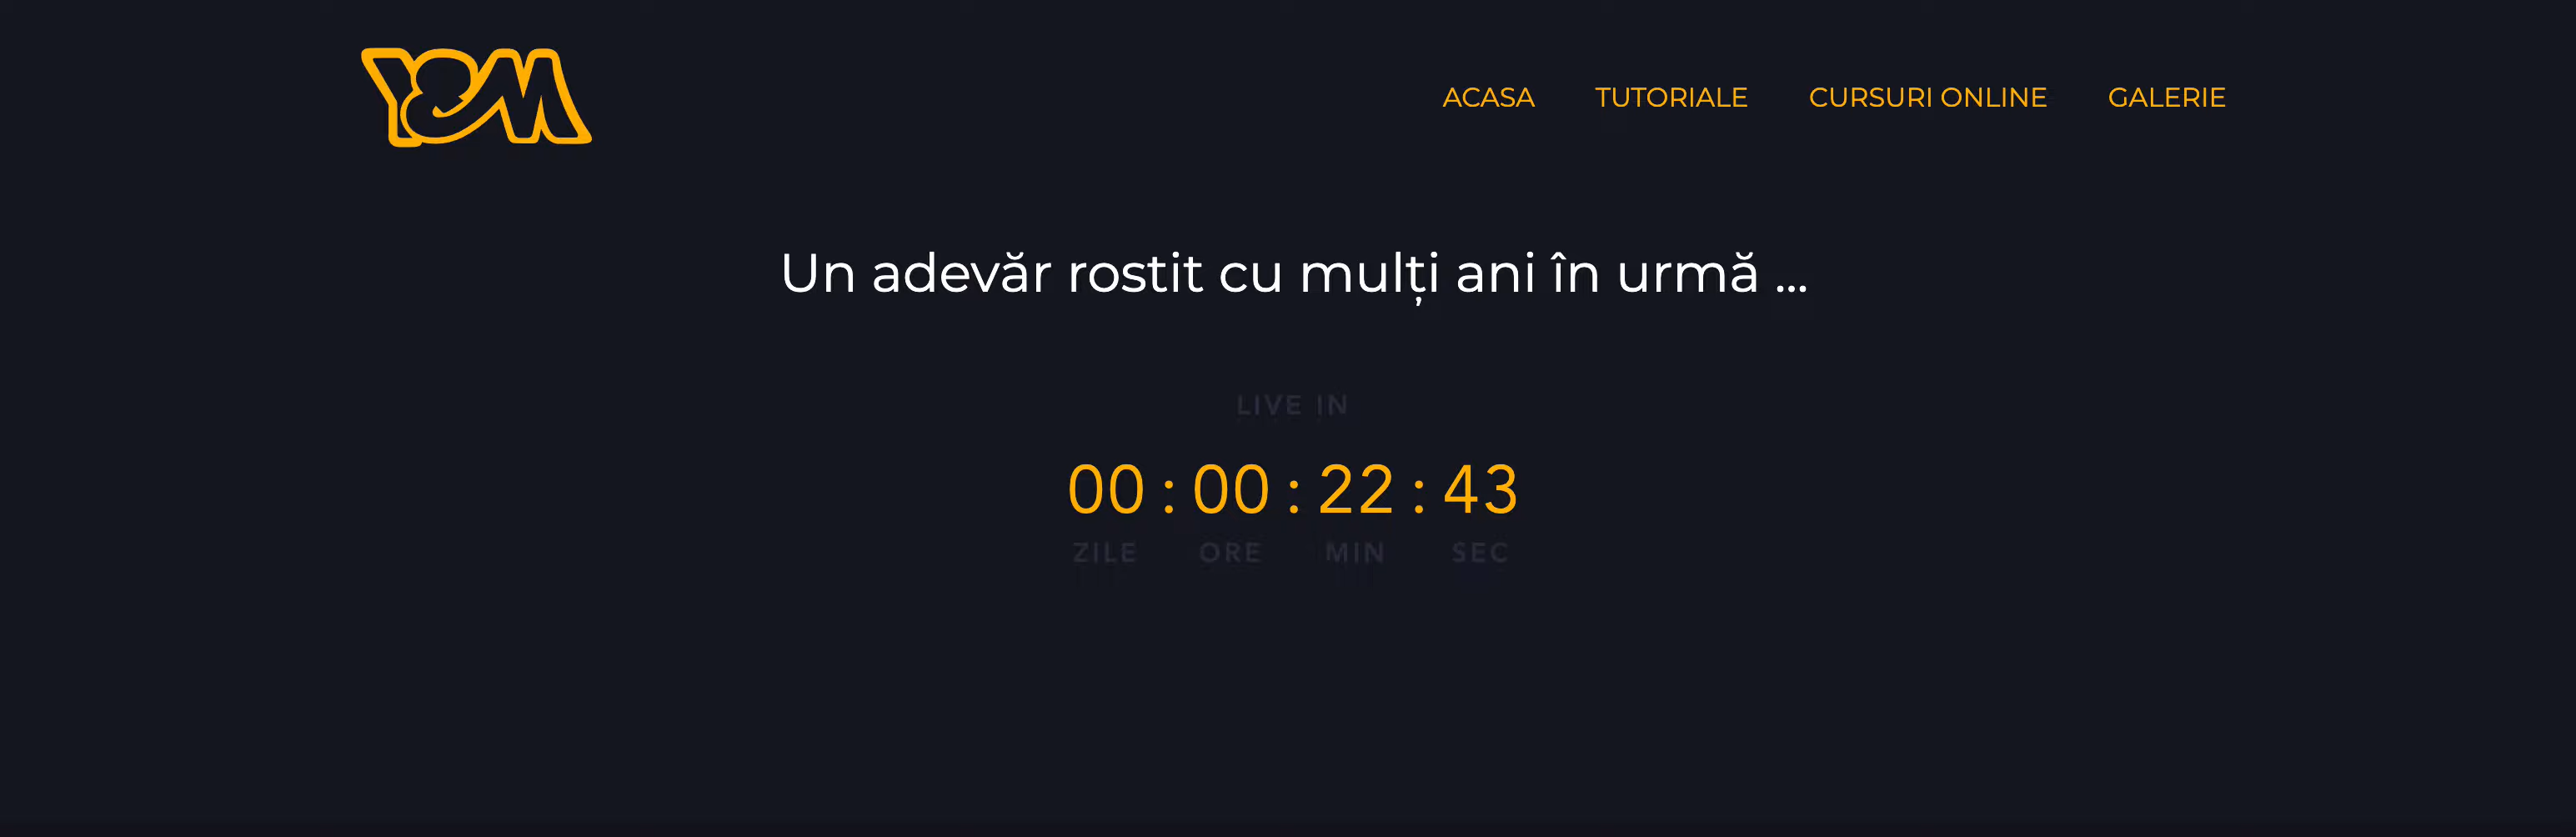 YEM
ACASA TUTORIALE CURSURI ONLINE GALERIE
Un adevăr rostit cu mulți ani în urmă ...
LIVE IN
00 : 00 : 22 : 43
ZILE ORE MIN SEC